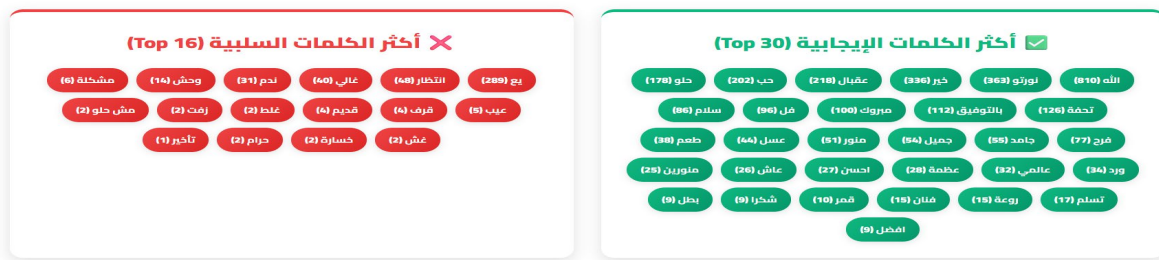 ✅ أكثر الكلمات الإيجابية (Top 30)
الله (810) نورتو (363) خير (336) عقبال (218) حب (202) حلو (178)
تحفة (126) بالتوفيق (112) مبروك (100) فل (96) سلام (86)
فرح (77) جامد (55) جميل (54) منور (51) عسل (44) طعم (38)
ورد (34) عالمي (32) عظمة (28) احسن (27) عاش (26) منورين (25)
تسلم (17) روعة (15) فنان (15) قمر (10) شكرا (9) بطل (9)
افضل (9)
❌ أكثر الكلمات السلبية (Top 16)
بع (289) انتظار (48) غالي (40) ندم (31) وحش (14) مشكلة (6)
عيب (5) قرف (4) قديم (4) غلط (2) زفت (2) مش حلو (2)
غش (2) خسارة (2) حرام (2) تأخير (1)